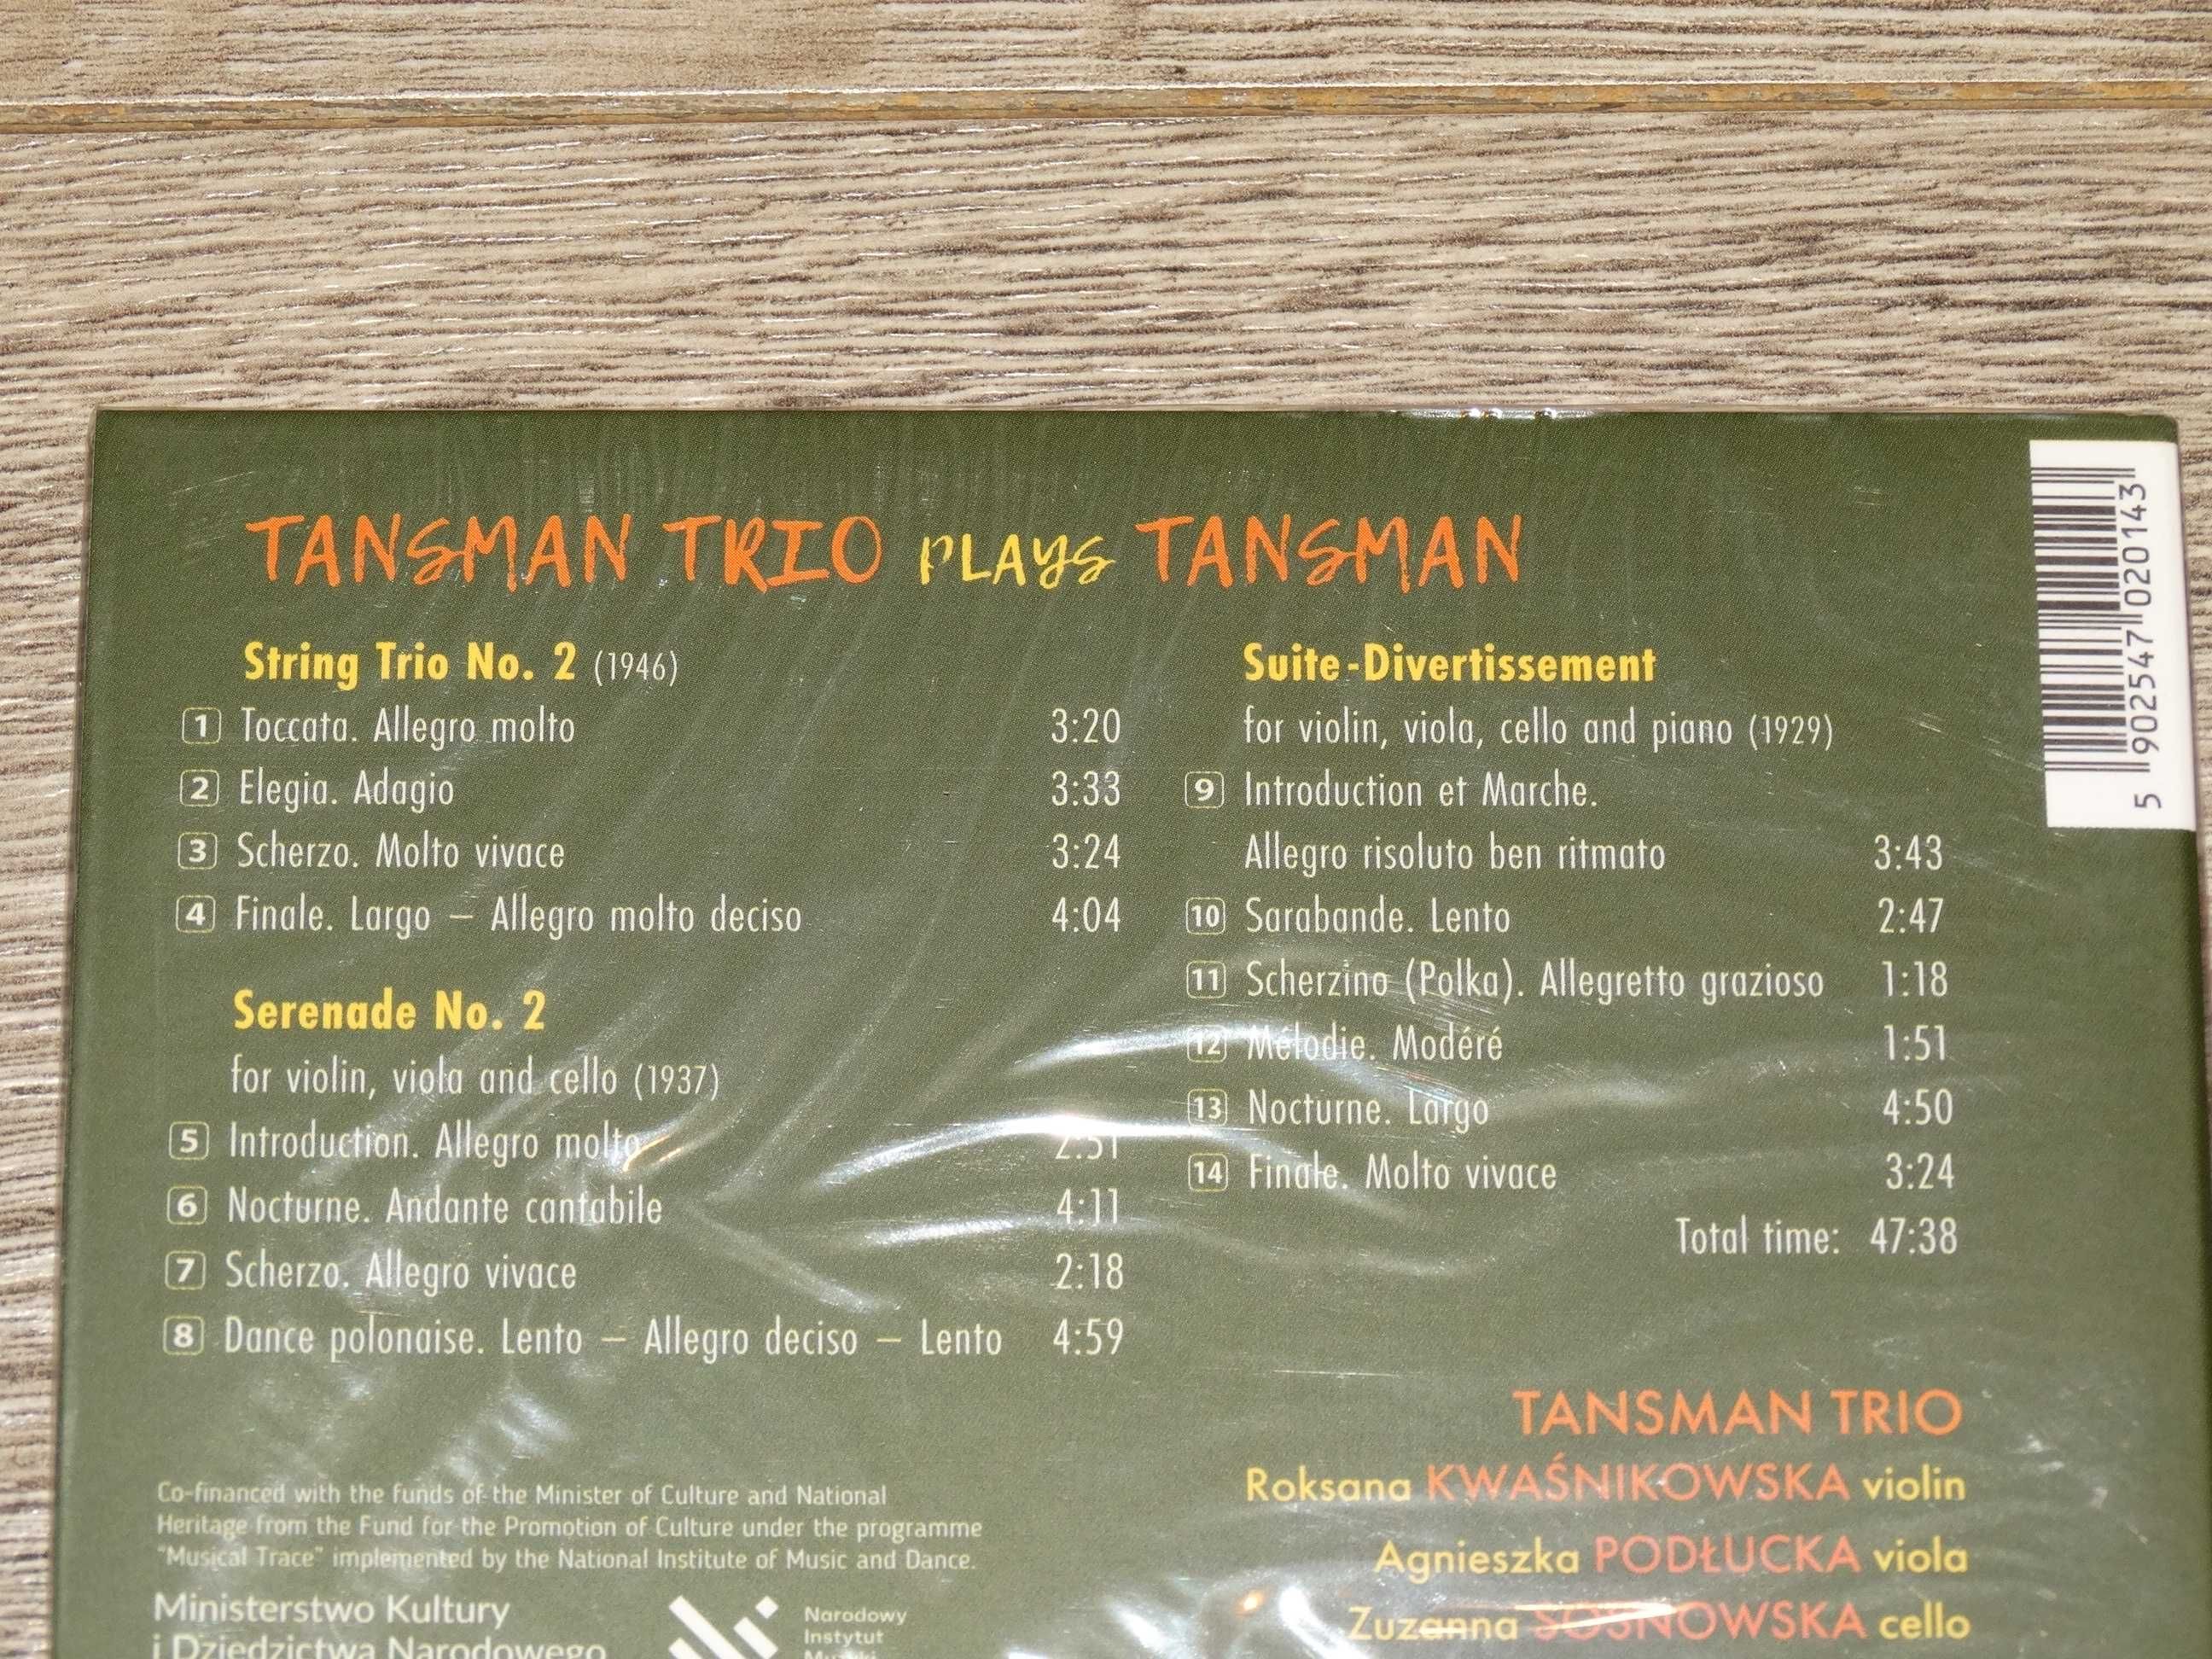 TANSMAN TRIO PLAYS TANSMAN
String Trio No. 2 (1946)
1 Toccata. Allegro molto 3:20
2 Elegia. Adagio 3:33
3 Scherzo. Molto vivace 3:24
4 Finale. Largo – Allegro molto deciso 4:04
Serenade No. 2
for violin, viola and cello (1937)
5 Introduction. Allegro molto 2:51
6 Nocturne. Andante cantabile 4:11
7 Scherzo. Allegro vivace 2:18
8 Dance polonaise. Lento – Allegro deciso – Lento 4:59
Co-financed with the funds of the Minister of Culture and National
Heritage from the Fund for the Promotion of Culture under the programme
"Musical Trace" implemented by the National Institute of Music and Dance.
Ministerstwo Kultury
i Dziedzictwa Narodowego
Narodowy
Instytut
Muzyki
Suite-Divertissement
for violin, viola, cello and piano (1929)
9 Introduction et Marche.
Allegro risoluto ben ritmato 3:43
10 Sarabande. Lento 2:47
11 Scherzino (Polka). Allegretto grazioso 1:18
12 Mélodie. Modéré 1:51
13 Nocturne. Largo 4:50
14 Finale. Molto vivace 3:24
Total time: 47:38
TANSMAN TRIO
Roksana KWAŚNIKOWSKA violin
Agnieszka PODŁUCKA viola
Zuzanna SOSNOWSKA cello
5 902547 020143